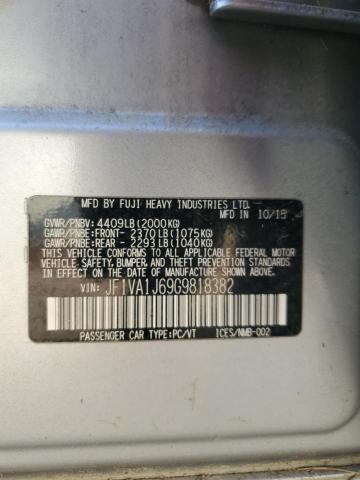 MFD BY FUJI HEAVY INDUSTRIES LTD.
MFD IN 10/15
GVWR/PNBV: 4409LB(2000KG)
GAWR/PNBE:FRONT- 2370LB(1075KG)
GAWR/PNBE:REAR - 2293LB(1040KG)
THIS VEHICLE CONFORMS TO ALL APPLICABLE FEDERAL MOTOR
VEHICLE SAFETY, BUMPER, AND THEFT PREVENTION STANDARDS
IN EFFECT ON THE DATE OF MANUFACTURE SHOWN ABOVE.
VIN: JF1VA1J69G9818382
PASSENGER CAR TYPE:PC/VT ICES/NMB-002